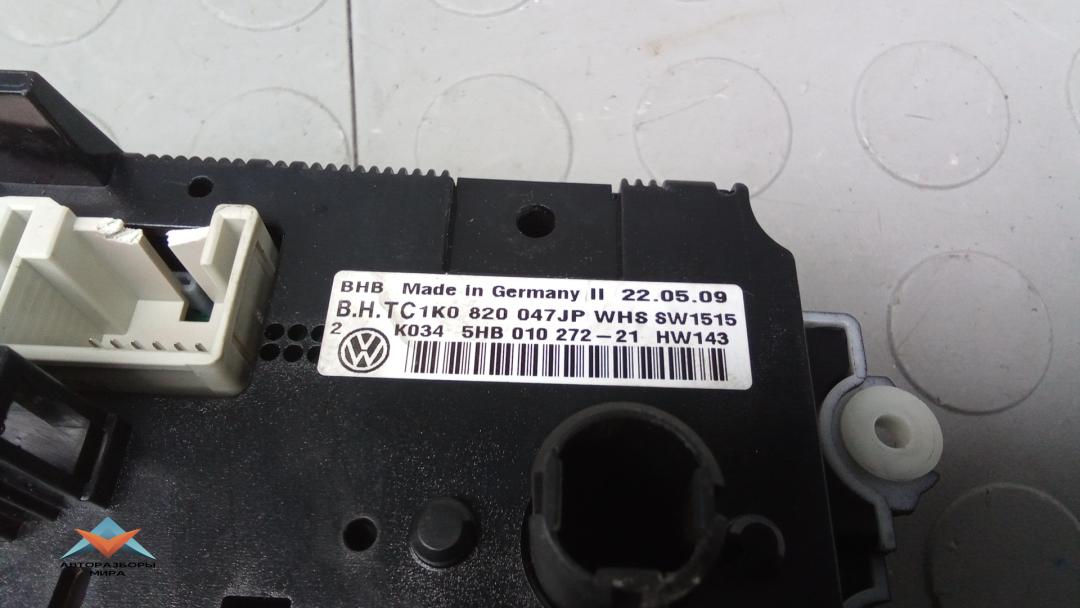 BHB Made in Germany II 22.05.09
B.H.TC1K0 820 047JP WHS SW1515
2 K034 5HB 010 272-21 HW143
АВТОРАЗБОРЫ
МИРА